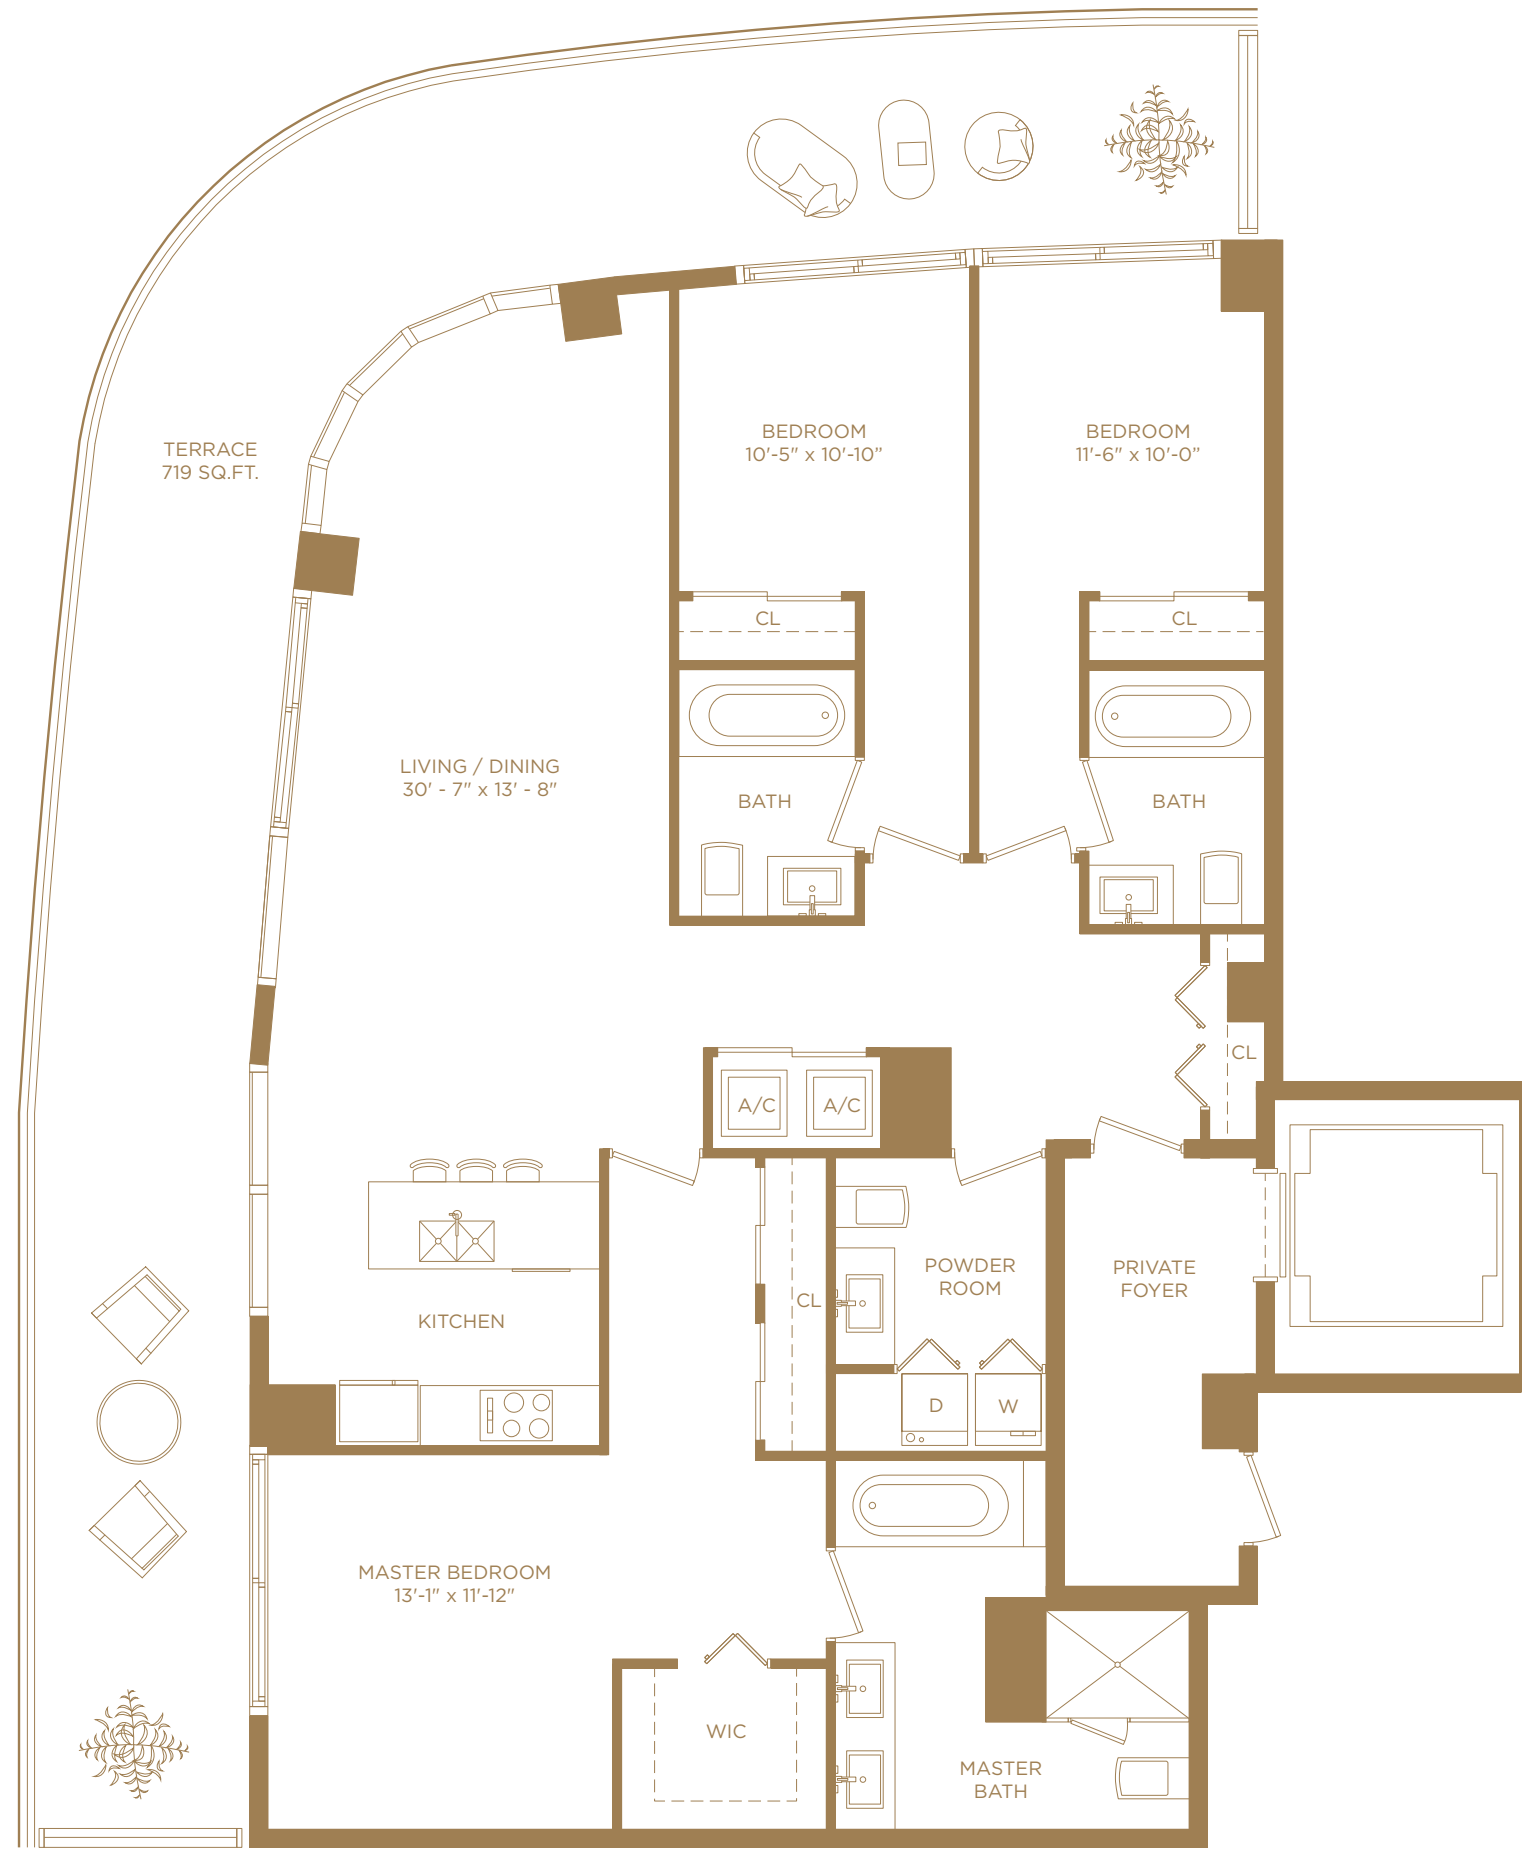 BEDROOM
10'-5" x 10'-10”
BEDROOM
11'-6" x 10'-0”
TERRACE
719 SQ.FT.
CL
CL
LIVING / DINING
30' - 7" x 13' - 8"
BATH
BATH
CL
A/C
A/C
POWDER
ROOM
PRIVATE
FOYER
CL
KITCHEN
D
W
MASTER BEDROOM
13'-1" x 11'-12"
WIC
MASTER
BATH